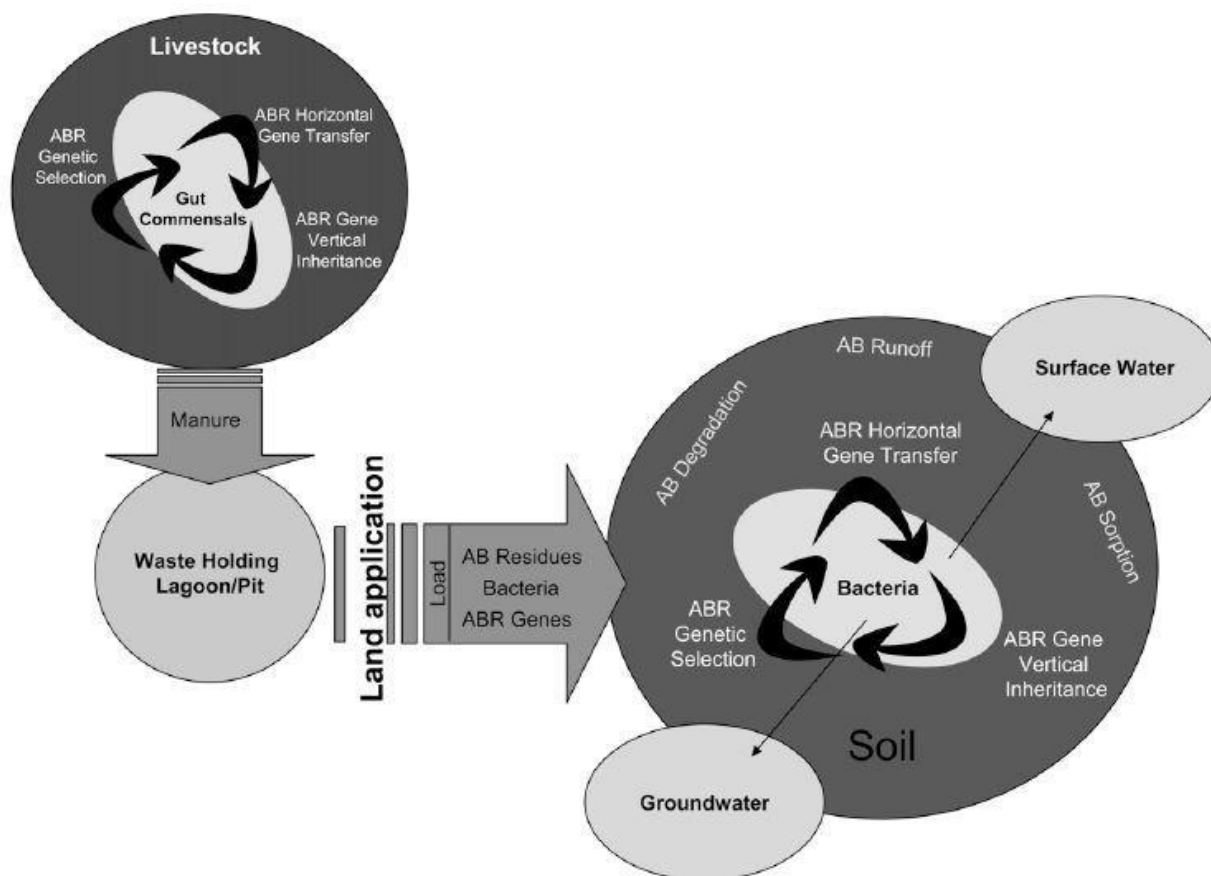 Livestock
ABR Horizontal
Gene Transfer
ABR
Genetic
Selection
Gut
Commensals
ABR Gene
Vertical
Inheritance
Manure
Waste Holding
Lagoon/Pit
Land application
Load
AB Residues
Bacteria
ABR Genes
AB Runoff
Surface Water
AB Degradation
ABR Horizontal
Gene Transfer
AB Sorption
Bacteria
ABR
Genetic
Selection
ABR Gene
Vertical
Inheritance
Soil
Groundwater